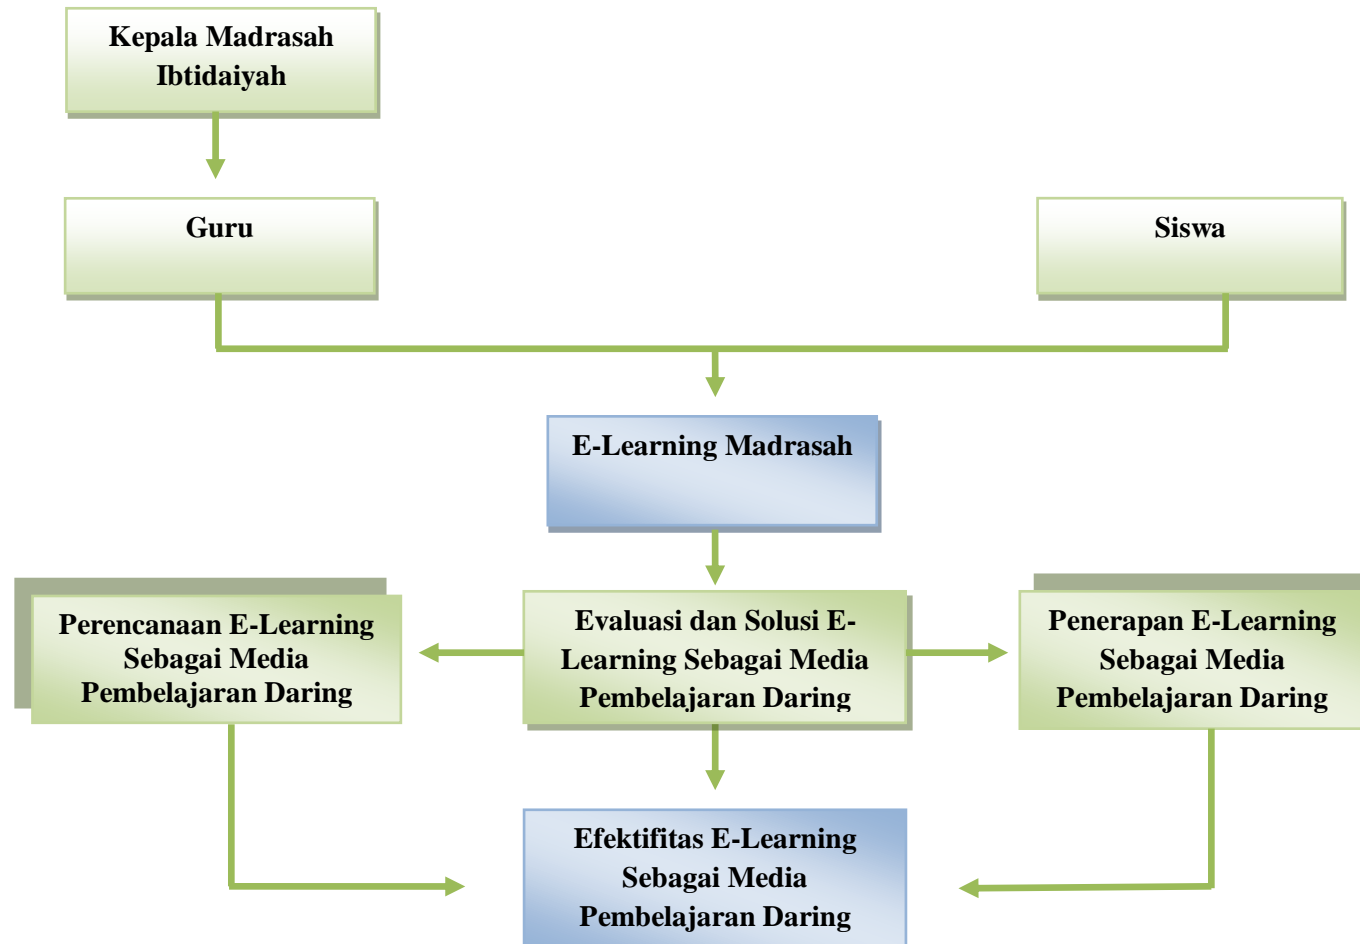 Kepala Madrasah
Ibtidaiyah
Guru
Siswa
E-Learning Madrasah
Perencanaan E-Learning
Sebagai Media
Pembelajaran Daring
Evaluasi dan Solusi E-
Learning Sebagai Media
Pembelajaran Daring
Penerapan E-Learning
Sebagai Media
Pembelajaran Daring
Efektifitas E-Learning
Sebagai Media
Pembelajaran Daring